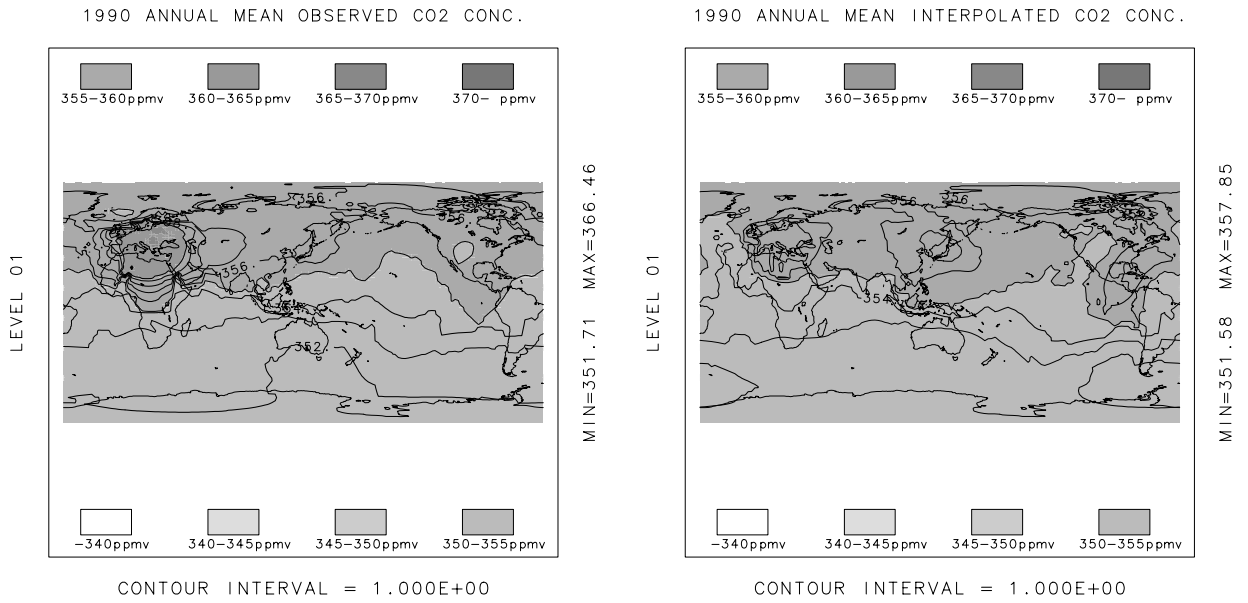 1990 ANNUAL MEAN OBSERVED CO2 CONC.
355-360ppmv 360-365ppmv 365-370ppmv 370- ppmv
LEVEL 01
356.
356
356.
352.
MIN=351.71 MAX=366.46
-340ppmv 340-345ppmv 345-350ppmv 350-355ppmv
CONTOUR INTERVAL = 1.000E+00
1990 ANNUAL MEAN INTERPOLATED CO2 CONC.
355-360ppmv 360-365ppmv 365-370ppmv 370- ppmv
LEVEL 01
356
356.
354.
MIN=351.58 MAX=357.85
-340ppmv 340-345ppmv 345-350ppmv 350-355ppmv
CONTOUR INTERVAL = 1.000E+00